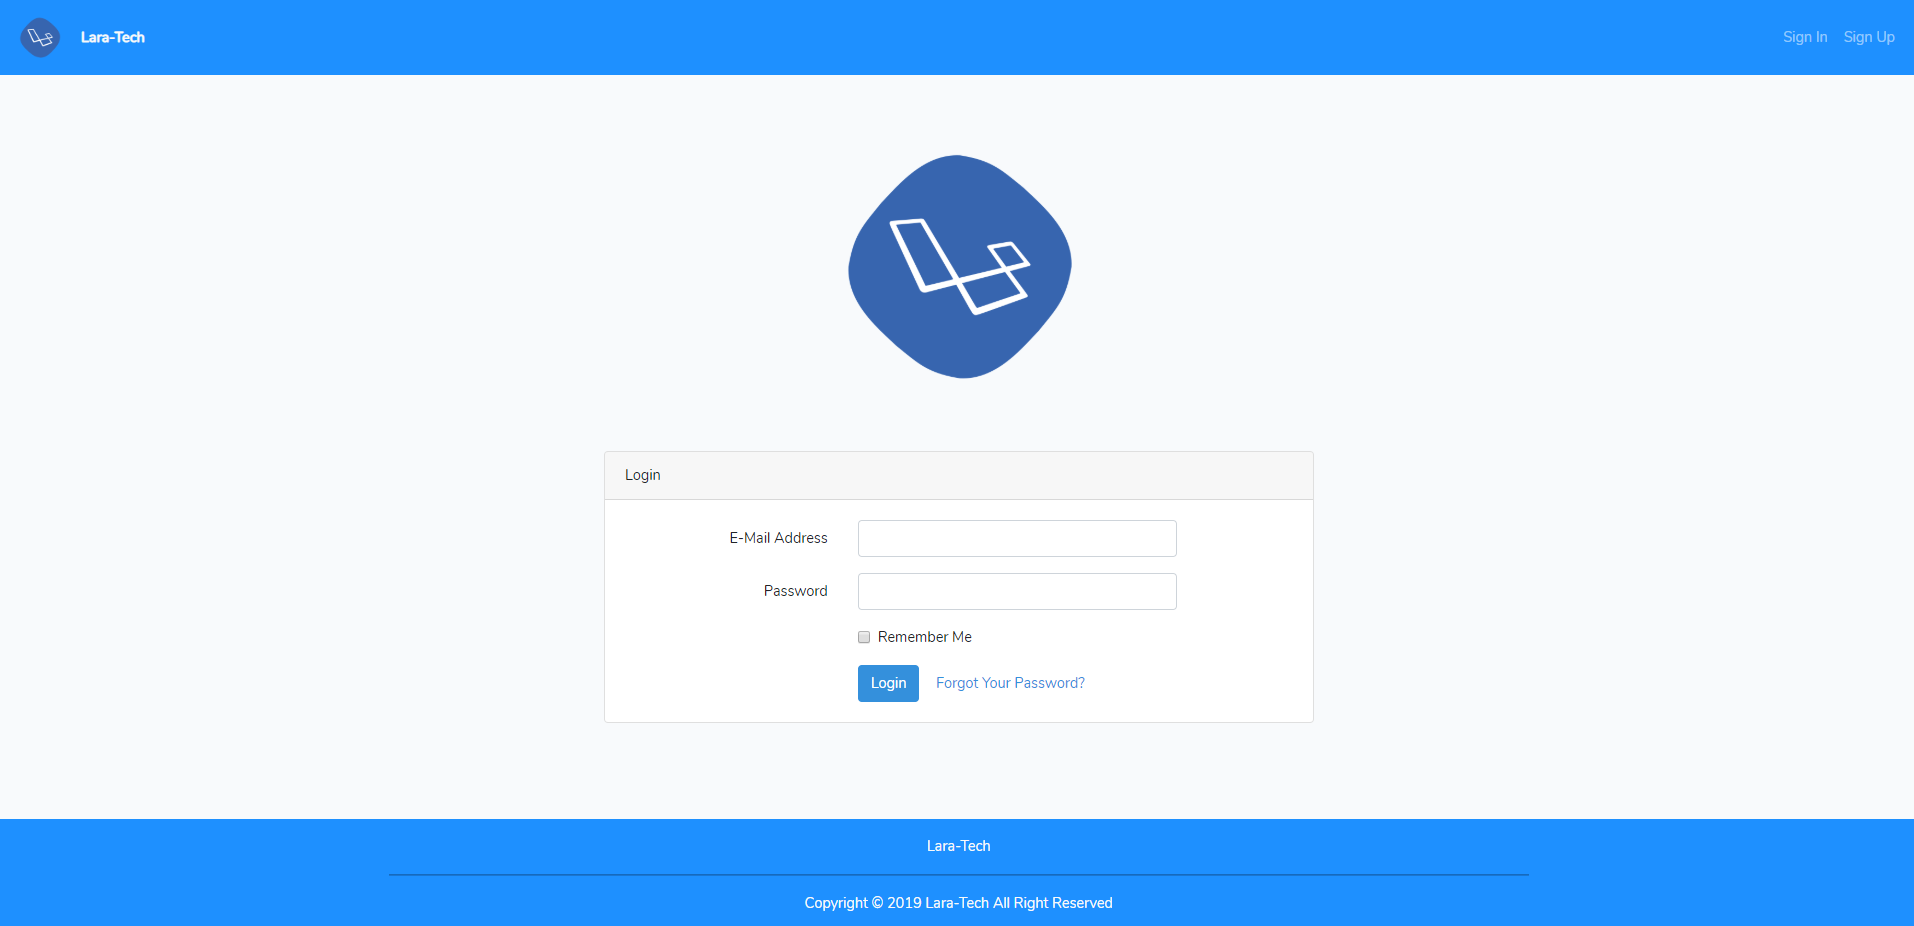 Lara-Tech
Sign In
Sign Up
Login
E-Mail Address
Password
Remember Me
Login
Forgot Your Password?
Lara-Tech
Copyright © 2019 Lara-Tech All Right Reserved